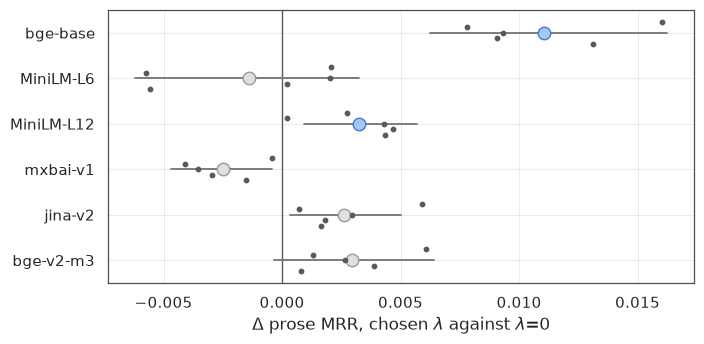 bge-base
MiniLM-L6
MiniLM-L12
mxbai-v1
jina-v2
bge-v2-m3
−0.005 0.000 0.005 0.010 0.015
Δ prose MRR, chosen λ against λ=0